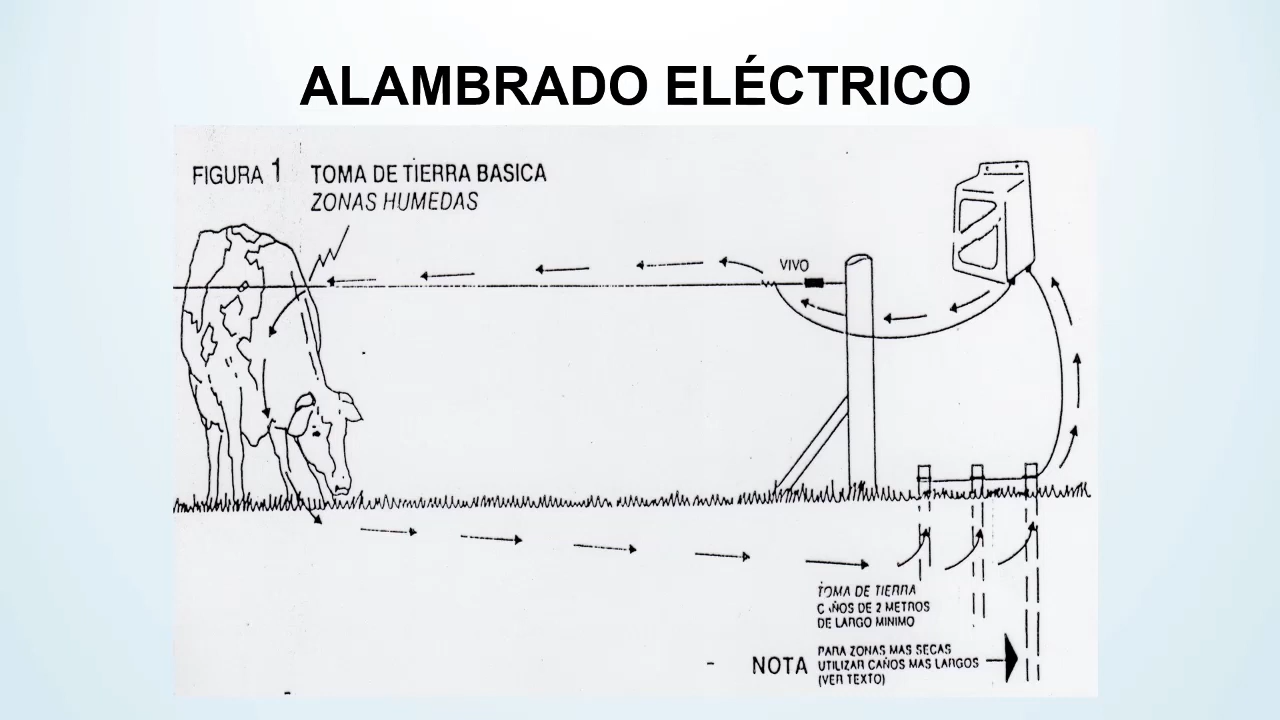 ALAMBRADO ELÉCTRICO
FIGURA 1 TOMA DE TIERRA BASICA
ZONAS HUMEDAS
VIVO
TOMA DE TIERRA
CAÑOS DE 2 METROS
DE LARGO MINIMO
NOTA
PARA ZONAS MAS SECAS
UTILIZAR CAÑOS MAS LARGOS
(VER TEXTO)